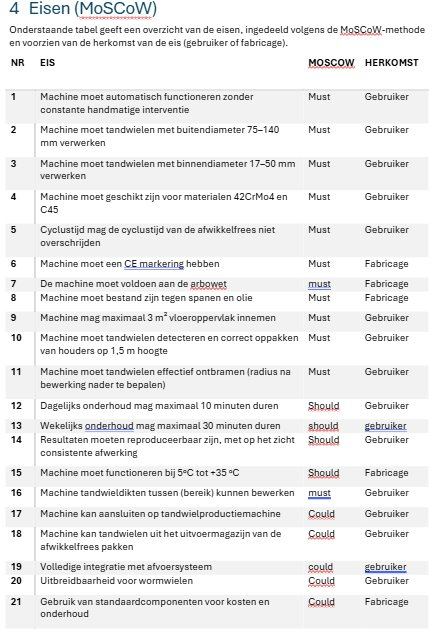 4 Eisen (MoSCoW)
Onderstaande tabel geeft een overzicht van de eisen, ingedeeld volgens de MoSCoW-methode
en voorzien van de herkomst van de eis (gebruiker of fabricage).
NR EIS MOSCOW HERKOMST
1 Machine moet automatisch functioneren zonder Must Gebruiker
constante handmatige interventie
2 Machine moet tandwielen met buitendiameter 75–140 Must Gebruiker
mm verwerken
3 Machine moet tandwielen met binnendiameter 17–50 mm Must Gebruiker
verwerken
4 Machine moet geschikt zijn voor materialen 42CrMo4 en Must Gebruiker
C45
5 Cyclustijd mag de cyclustijd van de afwikkelfrees niet Must Gebruiker
overschrijden
6 Machine moet een CE markering hebben Must Fabricage
7 De machine moet voldoen aan de arbowet must Fabricage
8 Machine moet bestand zijn tegen spanen en olie Must Fabricage
9 Machine mag maximaal 3 m² vloeroppervlak innemen Must Gebruiker
10 Machine moet tandwielen detecteren en correct oppakken Must Gebruiker
van houders op 1,5 m hoogte
11 Machine moet tandwielen effectief ontbramen (radius na Must Gebruiker
bewerking nader te bepalen)
12 Dagelijks onderhoud mag maximaal 10 minuten duren Should Gebruiker
13 Wekelijks onderhoud mag maximaal 30 minuten duren should gebruiker
14 Resultaten moeten reproduceerbaar zijn, met op het zicht Should Gebruiker
consistente afwerking
15 Machine moet functioneren bij 5ºC tot +35 ºC Should Fabricage
16 Machine tandwieldikten tussen (bereik) kunnen bewerken must Gebruiker
17 Machine kan aansluiten op tandwielproductiemachine Could Gebruiker
18 Machine kan tandwielen uit het uitvoermagazijn van de Could Gebruiker
afwikkelfrees pakken
19 Volledige integratie met afvoersysteem could gebruiker
20 Uitbreidbaarheid voor wormwielen Could Gebruiker
21 Gebruik van standaardcomponenten voor kosten en Could Fabricage
onderhoud